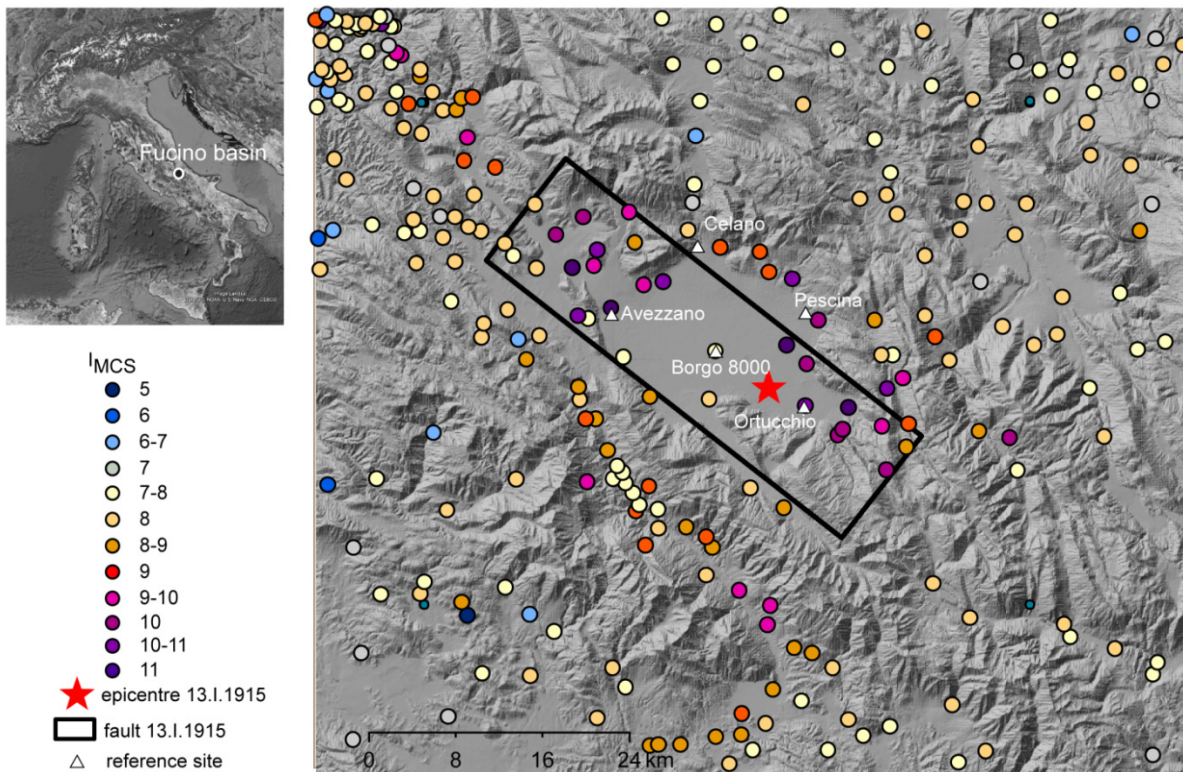 Fucino basin
I MCS
5
6
6-7
7
7-8
8
8-9
9
9-10
10
10-11
11
epicentre 13.I.1915
fault 13.I.1915
reference site
Celano
Pescina
Avezzano
Borgo 8000
Ortucchio
0 8 16 24 km